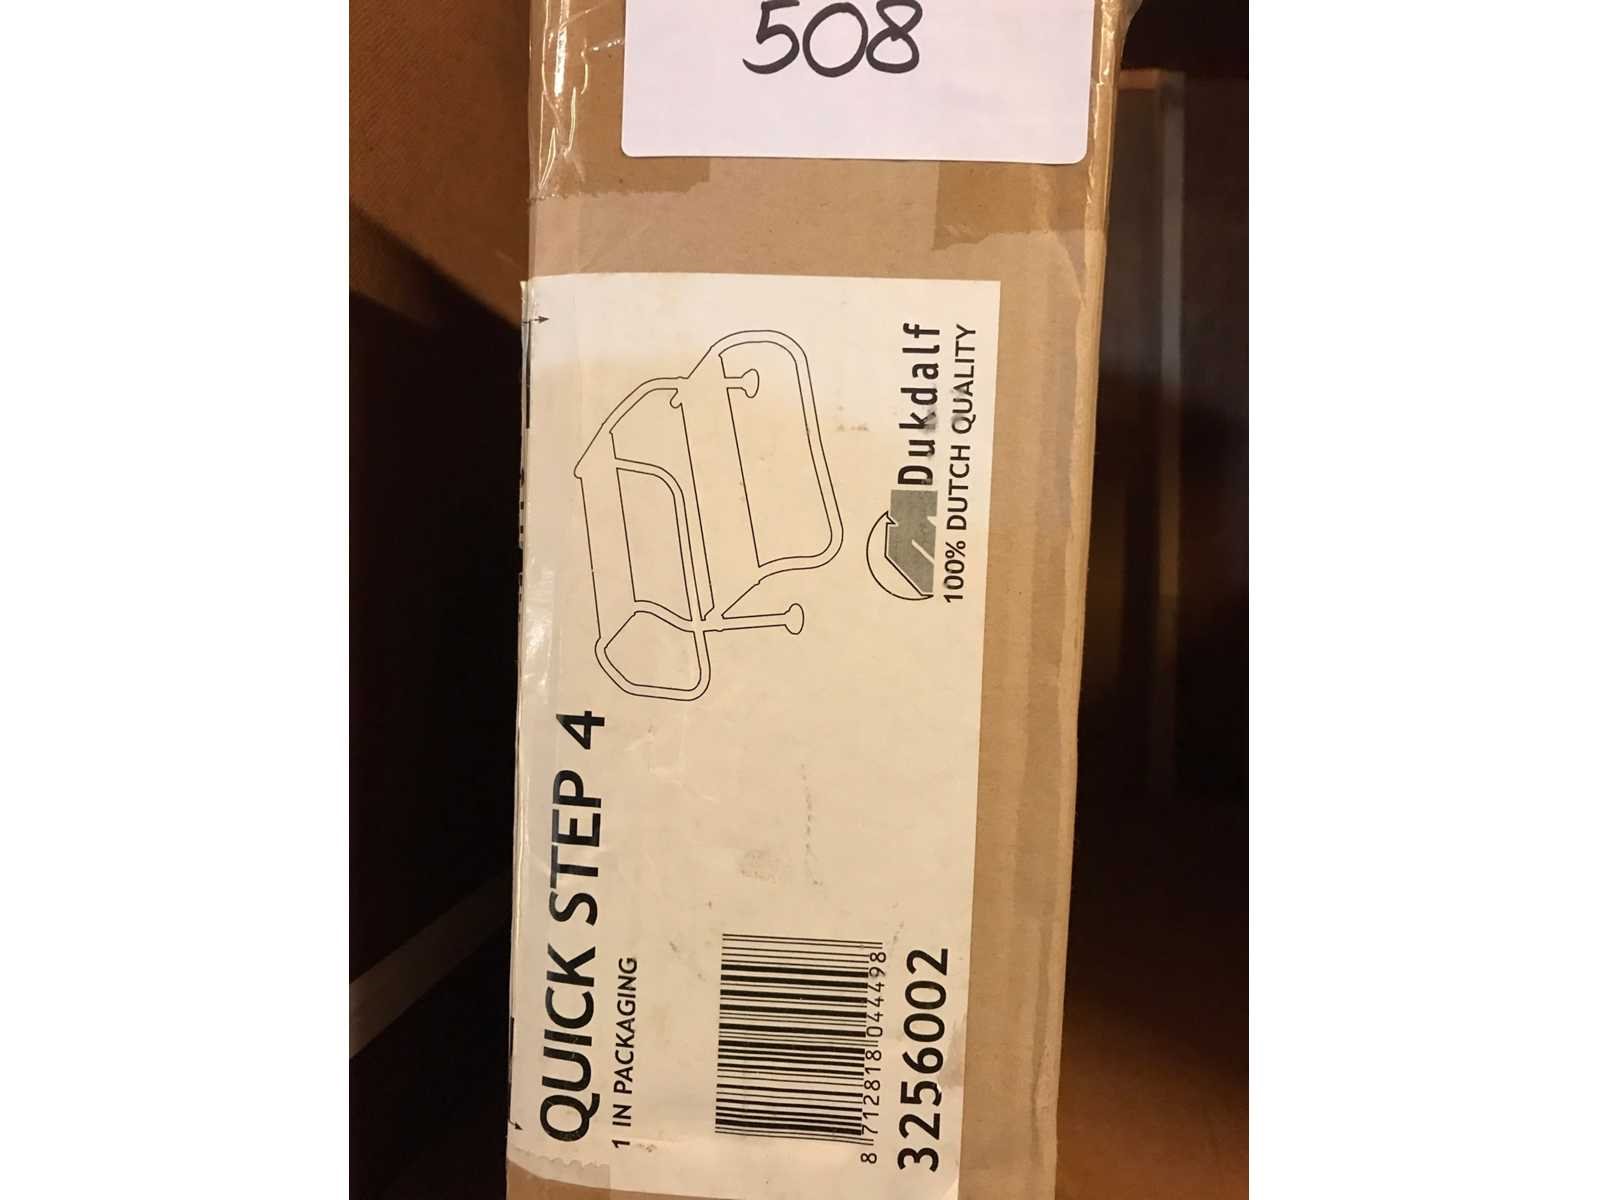 508
QUICK STEP 4
1 IN PACKAGING
Dukdalf
100% DUTCH QUALITY
8 712818 044498
3256002